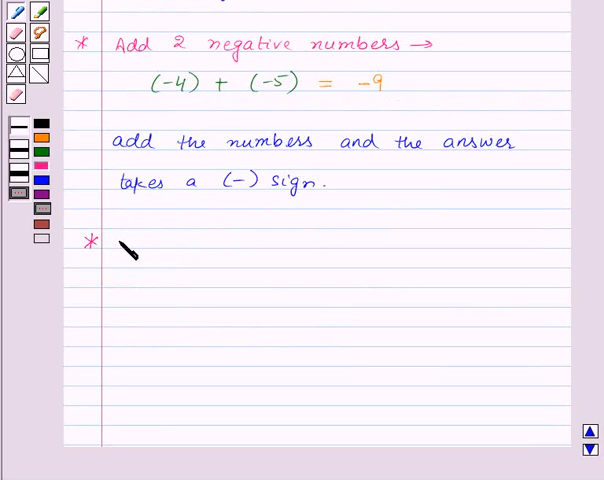 * Add 2 negative numbers →
(-4) + (-5) = -9
add the numbers and the answer
takes a (-) sign.
*